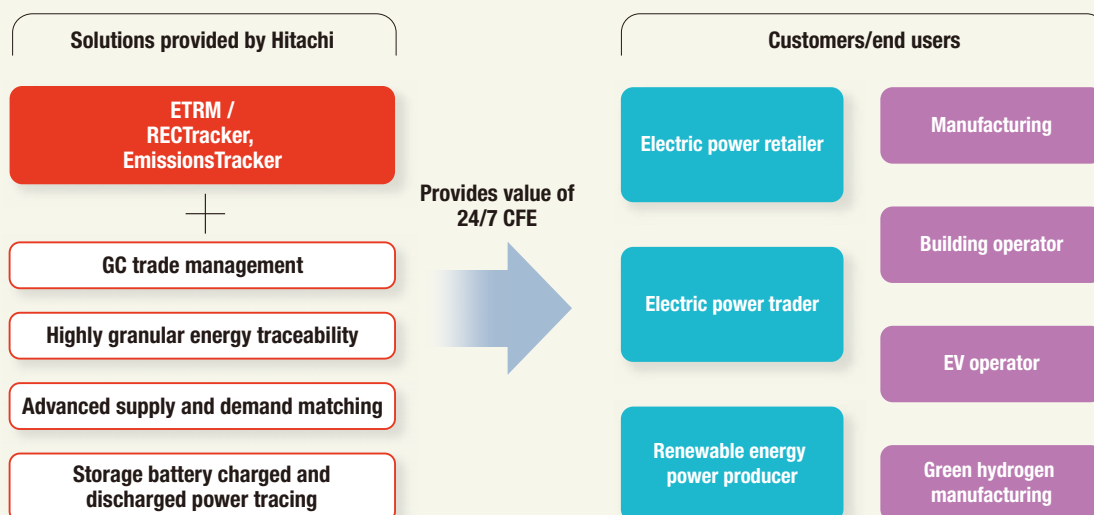 Solutions provided by Hitachi
ETRM /
RECTracker,
EmissionsTracker
GC trade management
Highly granular energy traceability
Advanced supply and demand matching
Storage battery charged and
discharged power tracing
Provides value of
24/7 CFE
Customers/end users
Electric power retailer
Electric power trader
Renewable energy
power producer
Manufacturing
Building operator
EV operator
Green hydrogen
manufacturing